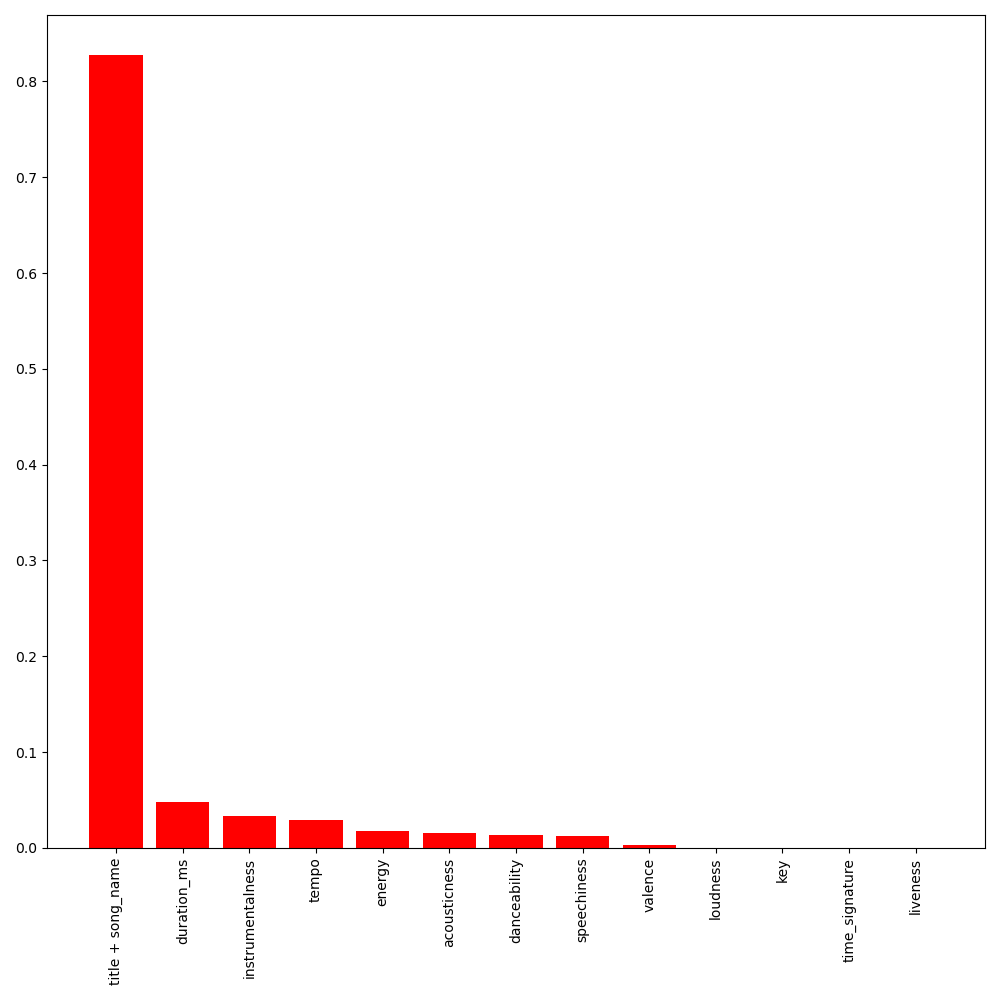 0.8
0.7
0.6
0.5
0.4
0.3
0.2
0.1
0.0
title + song_name
duration_ms
instrumentalness
tempo
energy
acousticness
danceability
speechiness
valence
loudness
key
time_signature
liveness